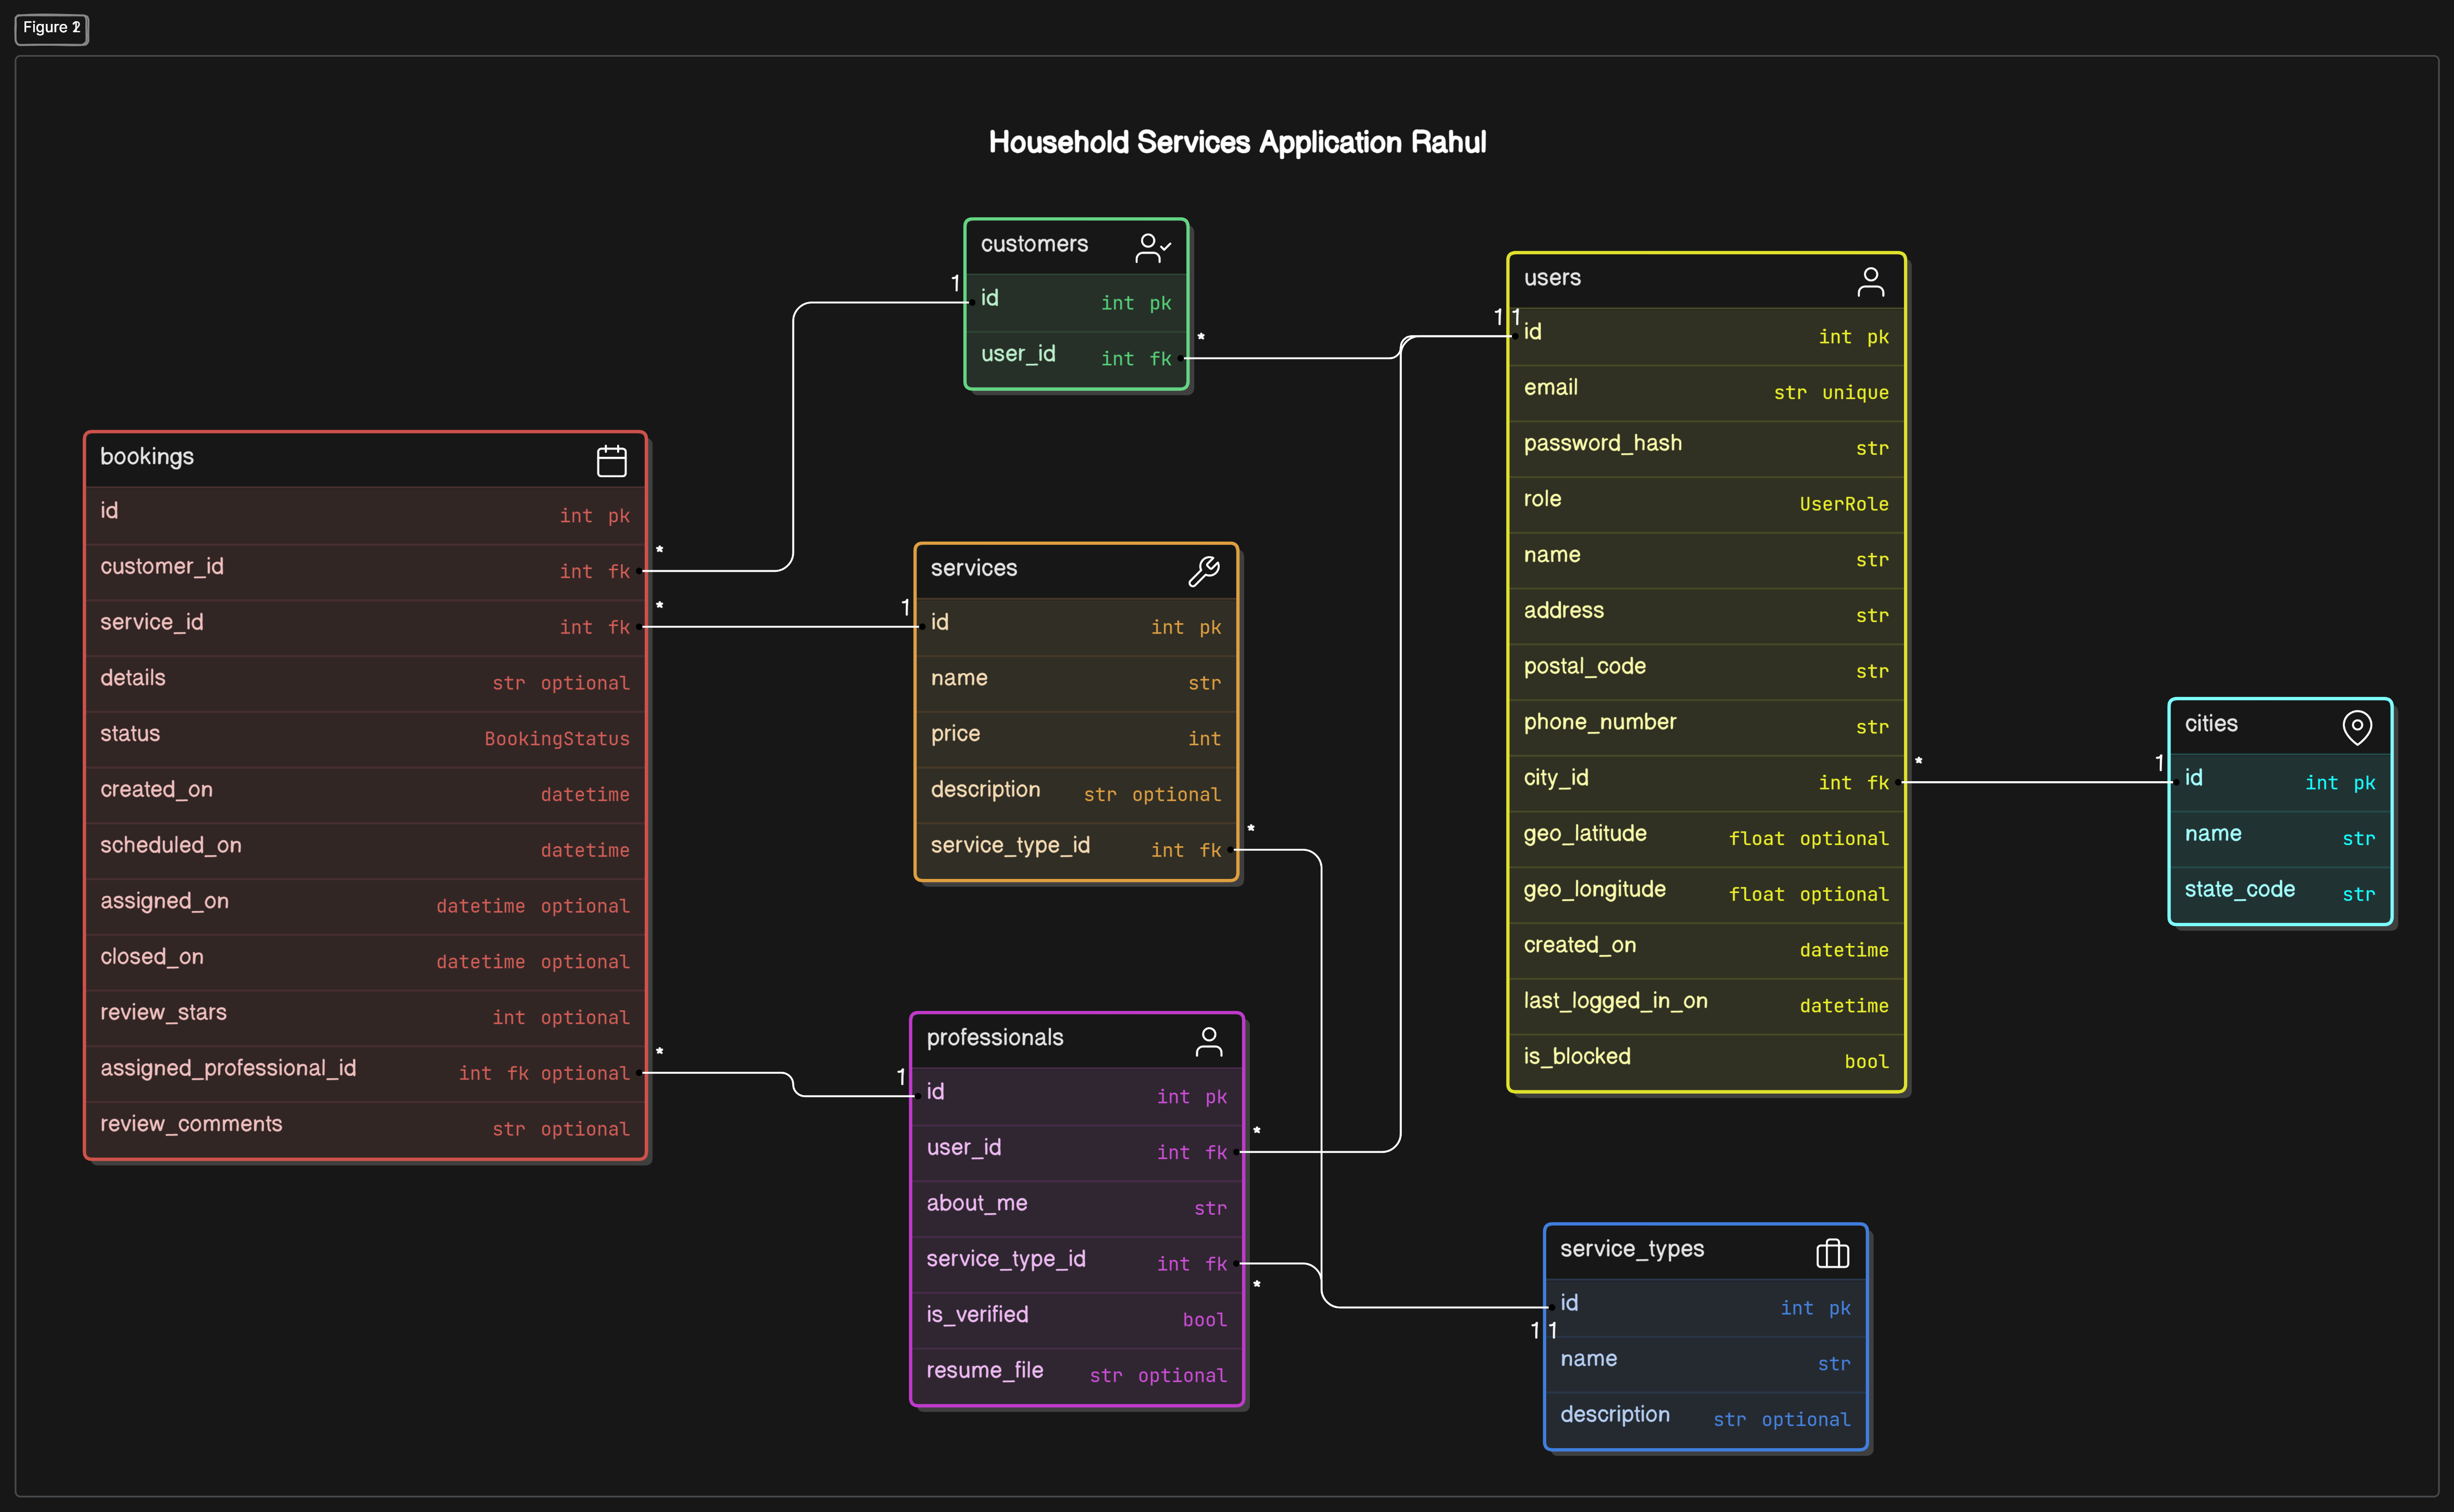 Figure
Household Services Application Rahul
customers
1
id int pk
*
user_id int fk
users
1 1
id int pk
email str unique
password_hash str
role UserRole
name str
address str
postal_code str
phone_number str
*
city_id int fk
geo_latitude float optional
geo_longitude float optional
created_on datetime
last_logged_in_on datetime
is_blocked bool
bookings
id int pk
*
customer_id int fk
*
service_id int fk
details str optional
status BookingStatus
created_on datetime
scheduled_on datetime
assigned_on datetime optional
closed_on datetime optional
review_stars int optional
*
assigned_professional_id int fk optional
review_comments str optional
services
1
id int pk
name str
price int
description str optional
*
service_type_id int fk
cities
1
id int pk
name str
state_code str
professionals
1
id int pk
*
user_id int fk
about_me str
service_type_id int fk
*
is_verified bool
resume_file str optional
service_types
id int pk
1 1
name str
description str optional